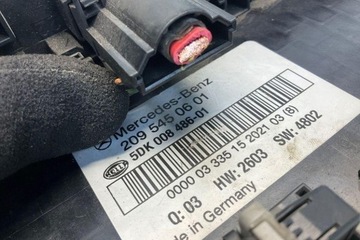 Mercedes-Benz
209 545 06 01
HELLA
5DK 008 486-01
0000 03 335 15 2021 03 (8)
Q: 03 HW: 2603 SW: 4802
Made in Germany